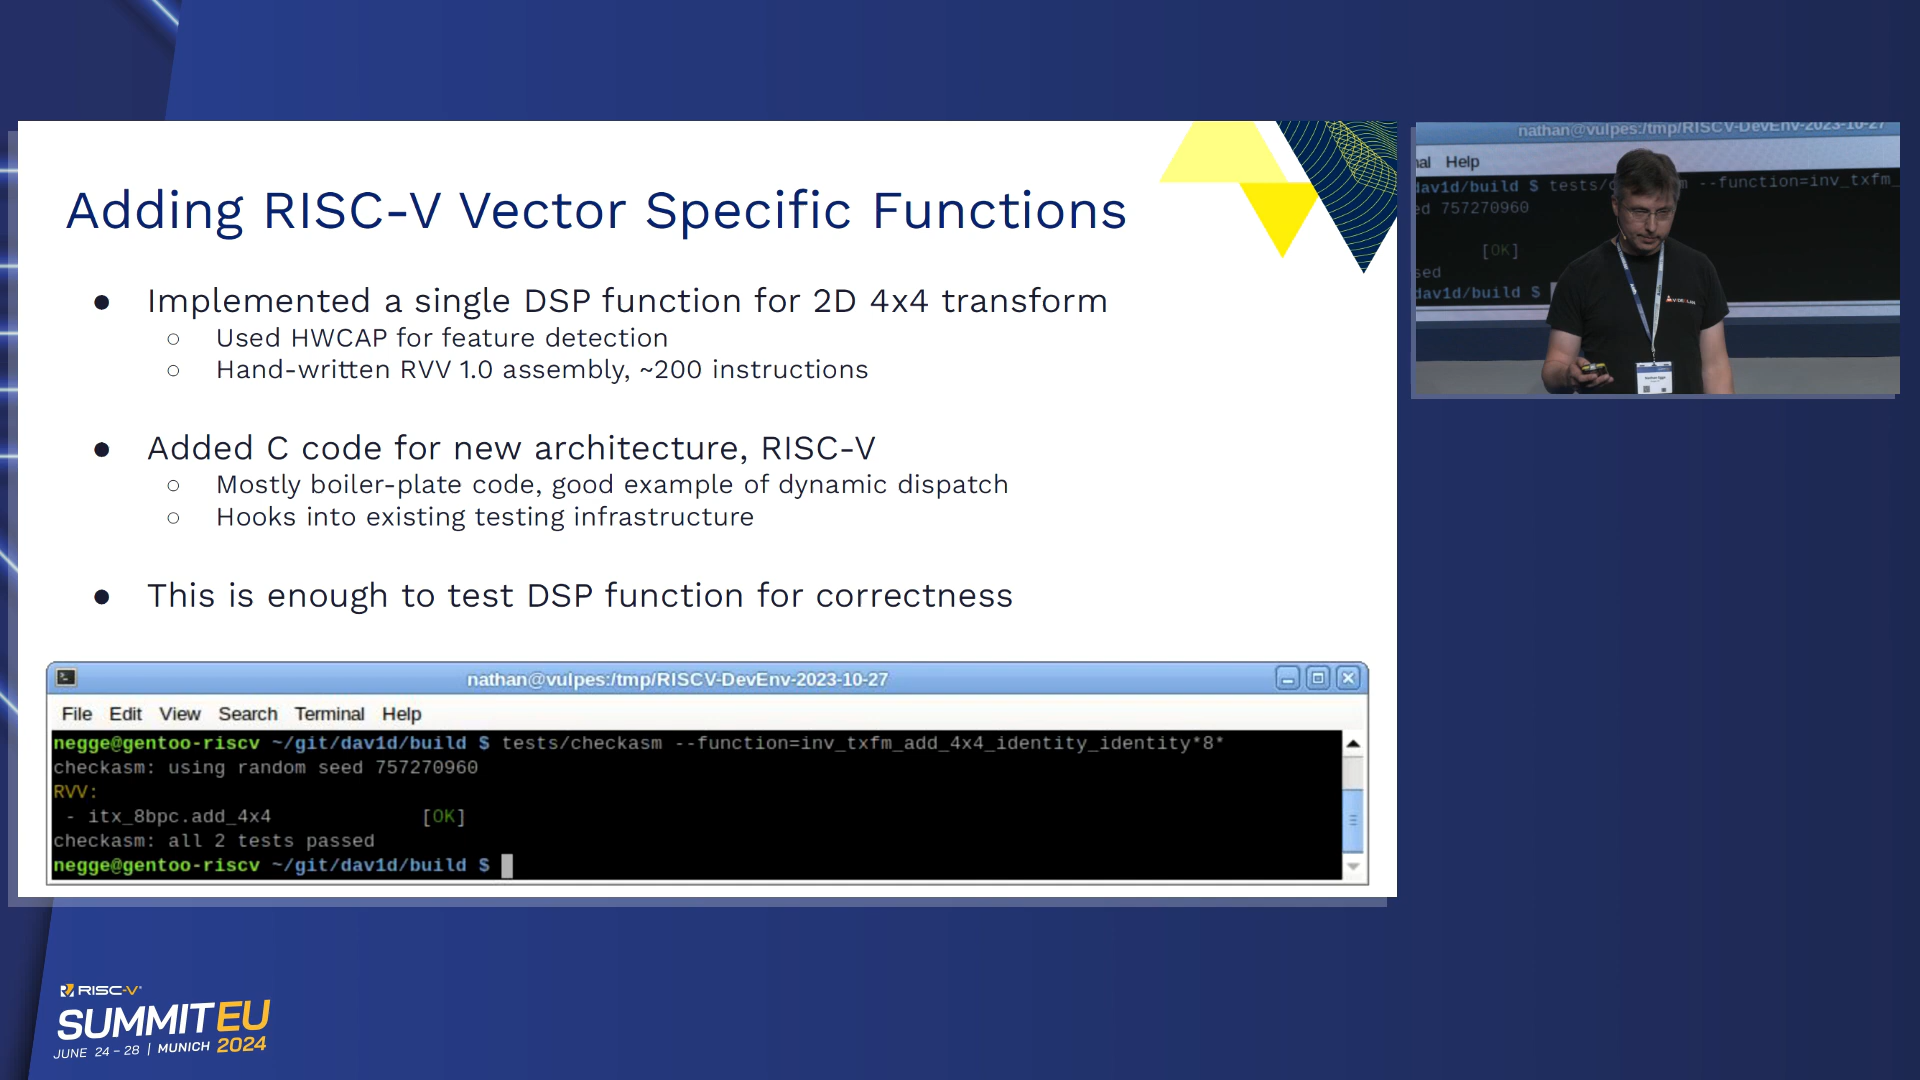 Adding RISC-V Vector Specific Functions
● Implemented a single DSP function for 2D 4x4 transform
○ Used HWCAP for feature detection
○ Hand-written RVV 1.0 assembly, ~200 instructions
● Added C code for new architecture, RISC-V
○ Mostly boiler-plate code, good example of dynamic dispatch
○ Hooks into existing testing infrastructure
● This is enough to test DSP function for correctness
nathan@vulpes:/tmp/RISCV-DevEnv-2023-10-27
File Edit View Search Terminal Help
negge@gentoo-riscv ~/git/dav1d/build $ tests/checkasm --function=inv_txfm_add_4x4_identity_identity*8*
checkasm: using random seed 757270960
RVV:
- itx_8bpc.add_4x4 [OK]
checkasm: all 2 tests passed
negge@gentoo-riscv ~/git/dav1d/build $
nathan@vulpes:/tmp/RISCV-DevEnv-2023-10-27
nal Help
dav1d/build $ tests/c m --function=inv_txfm_
ed 757270960
[OK]
sed
dav1d/build $
RISC-V®
SUMMIT EU
JUNE 24-28 | MUNICH 2024